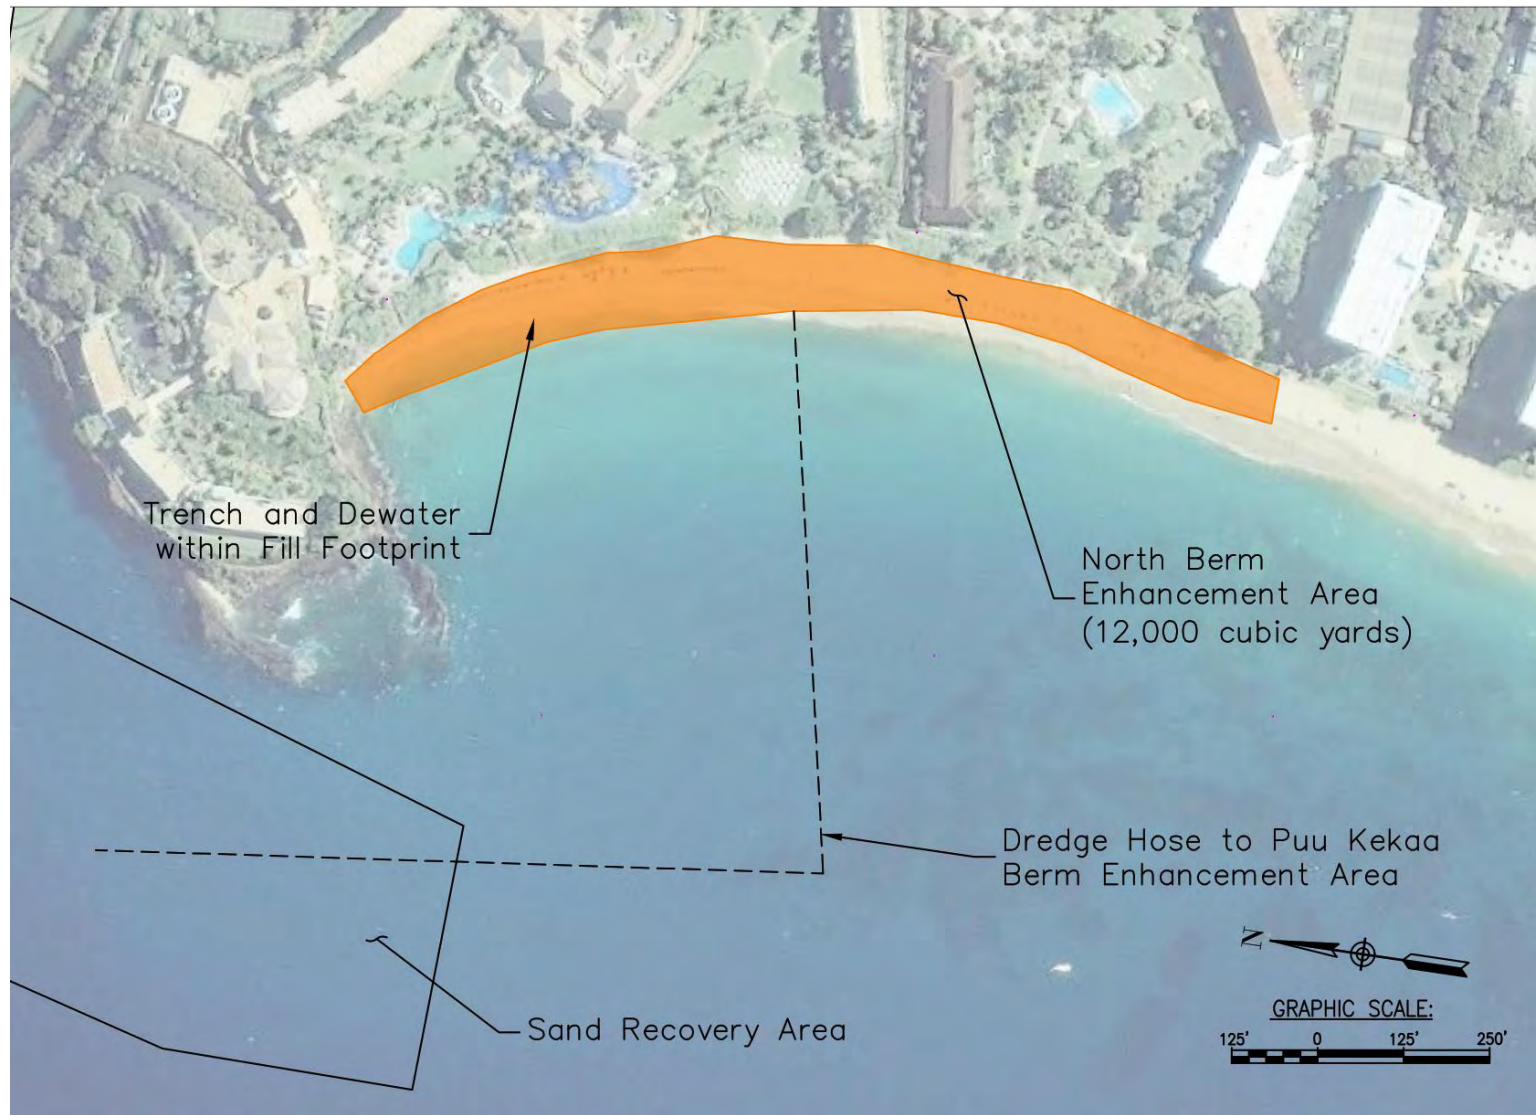 Trench and Dewater
within Fill Footprint
North Berm
Enhancement Area
(12,000 cubic yards)
Dredge Hose to Puu Kekaa
Berm Enhancement Area
Sand Recovery Area
N
GRAPHIC SCALE:
125' 0 125' 250'